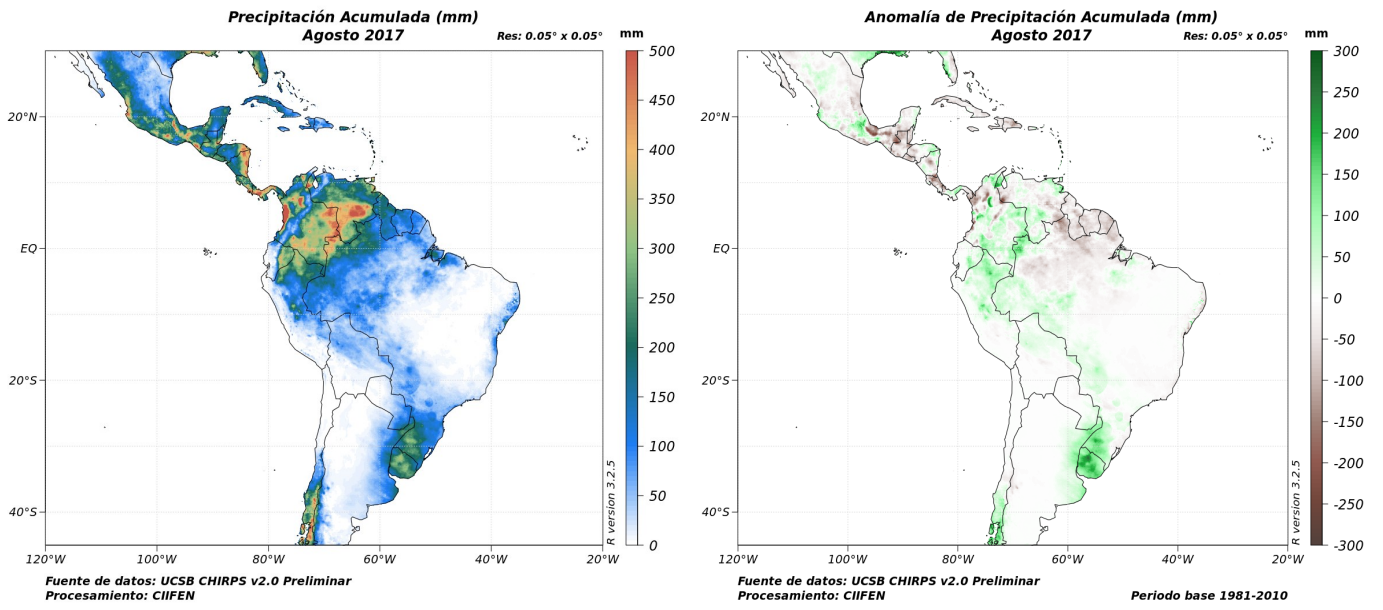 Precipitación Acumulada (mm)
Agosto 2017
Res: 0.05° x 0.05°
mm
500
450
400
350
300
250
200
150
100
50
0
20°N
EQ
20°S
40°S
120°W
100°W
80°W
60°W
40°W
20°W
R version 3.2.5
Fuente de datos: UCSB CHIRPS v2.0 Preliminar
Procesamiento: CIIFEN
Anomalía de Precipitación Acumulada (mm)
Agosto 2017
Res: 0.05° x 0.05°
mm
300
250
200
150
100
50
0
-50
-100
-150
-200
-250
-300
20°N
EQ
20°S
40°S
120°W
100°W
80°W
60°W
40°W
20°W
R version 3.2.5
Fuente de datos: UCSB CHIRPS v2.0 Preliminar
Procesamiento: CIIFEN
Periodo base 1981-2010